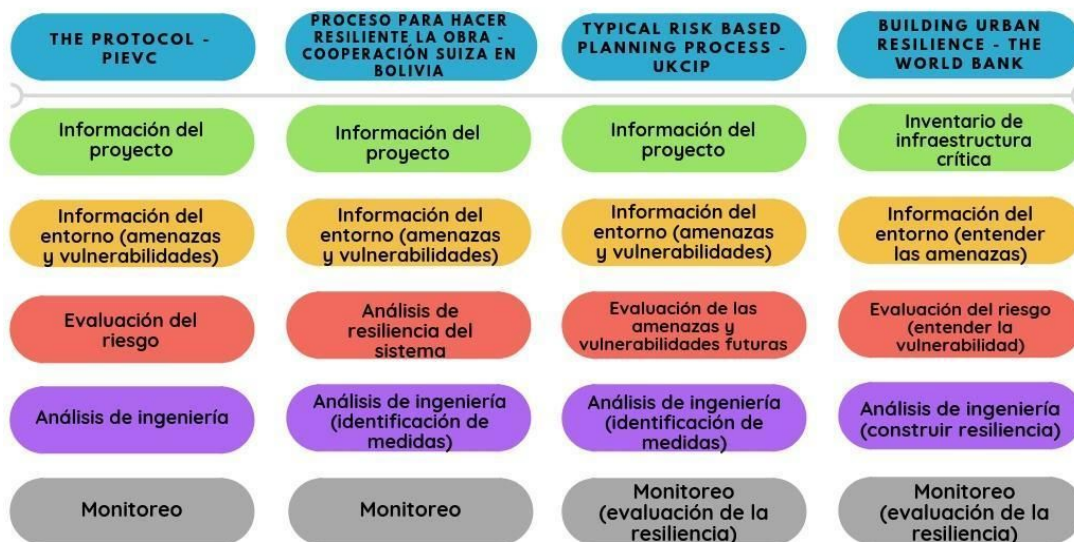 THE PROTOCOL -
PIEVC
PROCESO PARA HACER
RESILIENTE LA OBRA -
COOPERACIÓN SUIZA EN
BOLIVIA
TYPICAL RISK BASED
PLANNING PROCESS -
UKCIP
BUILDING URBAN
RESILIENCE - THE
WORLD BANK
Información del
proyecto
Información del
proyecto
Información del
proyecto
Inventario de
infraestructura
crítica
Información del
entorno (amenazas
y vulnerabilidades)
Información del
entorno (amenazas
y vulnerabilidades)
Información del
entorno (amenazas
y vulnerabilidades)
Información del
entorno (entender
las amenazas)
Evaluación del
riesgo
Análisis de
resiliencia del
sistema
Evaluación de las
amenazas y
vulnerabilidades futuras
Evaluación del riesgo
(entender la
vulnerabilidad)
Análisis de ingeniería
Análisis de ingeniería
(identificación de
medidas)
Análisis de ingeniería
(identificación de
medidas)
Análisis de ingeniería
(construir resiliencia)
Monitoreo
Monitoreo
Monitoreo
(evaluación de la
resiliencia)
Monitoreo
(evaluación de la
resiliencia)